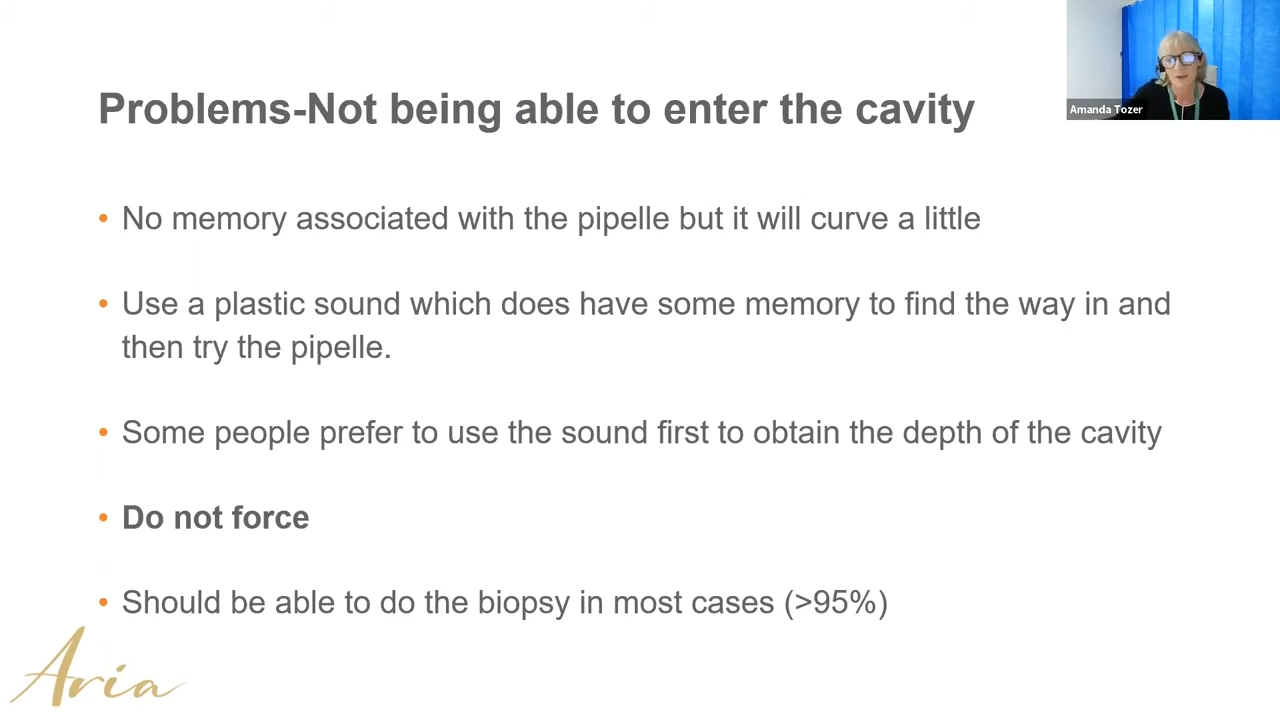 Problems-Not being able to enter the cavity
Amanda Tozer
• No memory associated with the pipelle but it will curve a little
• Use a plastic sound which does have some memory to find the way in and
then try the pipelle.
• Some people prefer to use the sound first to obtain the depth of the cavity
• Do not force
• Should be able to do the biopsy in most cases (>95%)
Aria